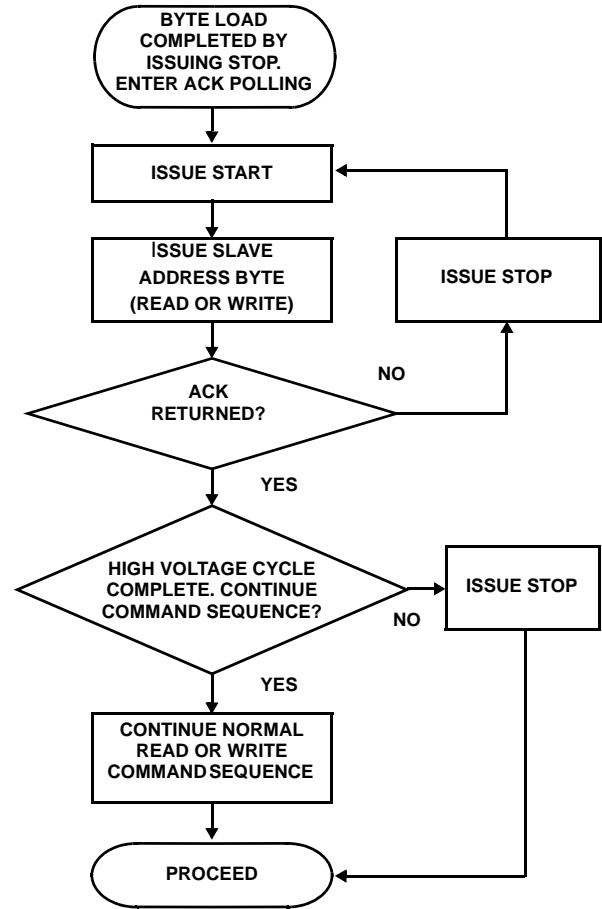 BYTE LOAD
COMPLETED BY
ISSUING STOP.
ENTER ACK POLLING
ISSUE START
ISSUE SLAVE
ADDRESS BYTE
(READ OR WRITE)
ISSUE STOP
ACK
RETURNED?
NO
YES
HIGH VOLTAGE CYCLE
COMPLETE. CONTINUE
COMMAND SEQUENCE?
ISSUE STOP
NO
YES
CONTINUE NORMAL
READ OR WRITE
COMMAND SEQUENCE
PROCEED